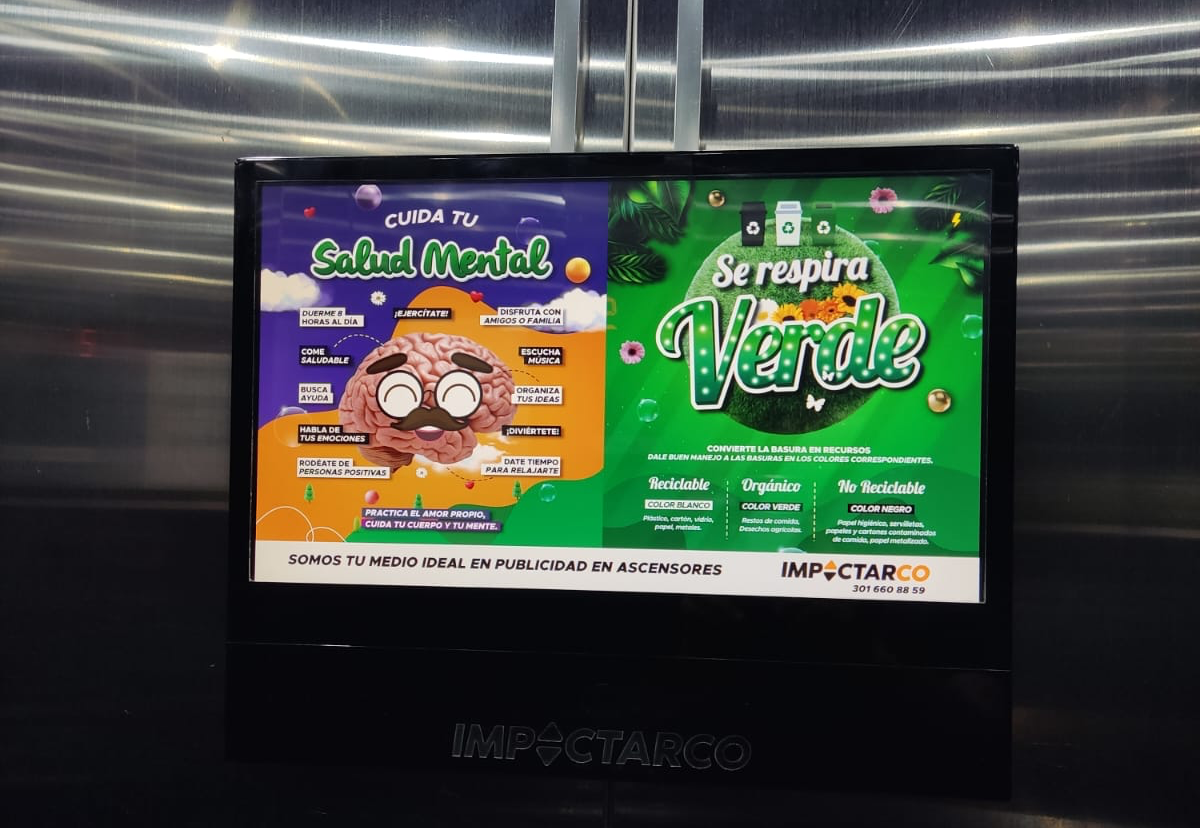 CUIDA TU
Salud Mental
DUERME 8
HORAS AL DÍA
¡EJERCÍTATE!
DISFRUTA CON
AMIGOS O FAMILIA
COME
SALUDABLE
ESCUCHA
MÚSICA
BUSCA
AYUDA
ORGANIZA
TUS IDEAS
HABLA DE
TUS EMOCIONES
¡DIVIÉRTETE!
RODÉATE DE
PERSONAS POSITIVAS
DATE TIEMPO
PARA RELAJARTE
PRACTICA EL AMOR PROPIO,
CUIDA TU CUERPO Y TU MENTE.
Se respira
Verde
CONVIERTE LA BASURA EN RECURSOS
DALE BUEN MANEJO A LAS BASURAS EN LOS COLORES CORRESPONDIENTES.
Reciclable
COLOR BLANCO
Plástico, cartón, vidrio,
papel, metales.
Orgánico
COLOR VERDE
Restos de comida,
Desechos agrícolas.
No Reciclable
COLOR NEGRO
Papel higiénico, servilletas,
papeles y cartones contaminados
de comida, papel metalizado.
SOMOS TU MEDIO IDEAL EN PUBLICIDAD EN ASCENSORES
IMPACTARCO
301 660 88 59
IMPACTARCO